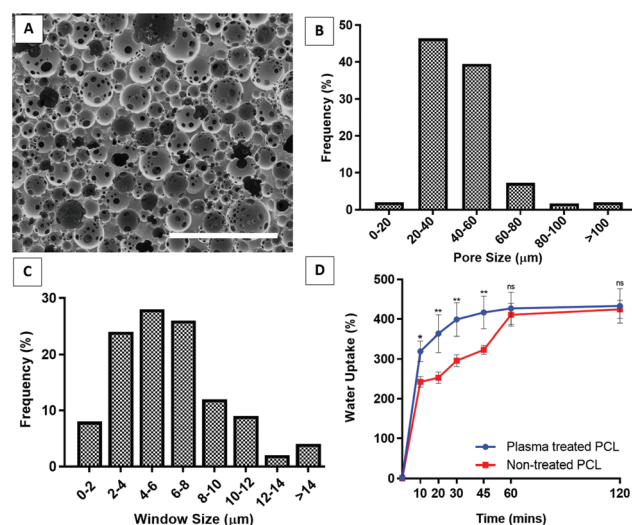 A
B
Frequency (%)
50
40
30
20
10
0
0-20
20-40
40-60
60-80
80-100
>100
Pore Size (μm)
C
Frequency (%)
30
20
10
0
0-2
2-4
4-6
6-8
8-10
10-12
12-14
>14
Window Size (μm)
D
Water Uptake (%)
500
400
300
200
100
0
*
**
**
**
ns
ns
Plasma treated PCL
Non-treated PCL
10 20 30 45 60 120
Time (mins)